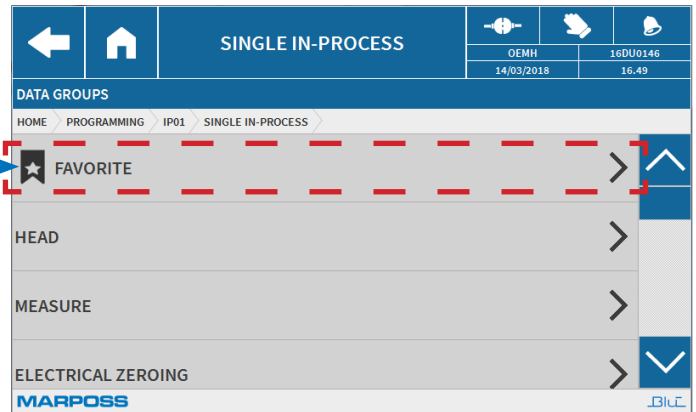 SINGLE IN-PROCESS
OEMH 16DU0146
14/03/2018 16.49
DATA GROUPS
HOME PROGRAMMING IP01 SINGLE IN-PROCESS
FAVORITE
HEAD
MEASURE
ELECTRICAL ZEROING
MARPOSS BLUE